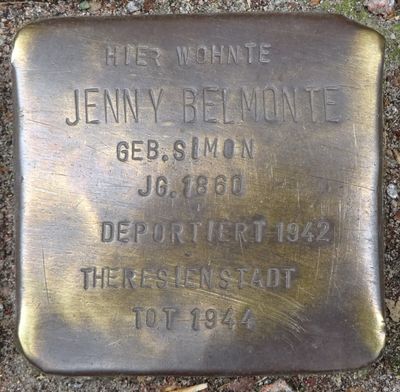 HIER WOHNTE
JENNY BELMONTE
GEB. SIMON
JG. 1860
DEPORTIERT 1942
THERESIENSTADT
TOT 1944